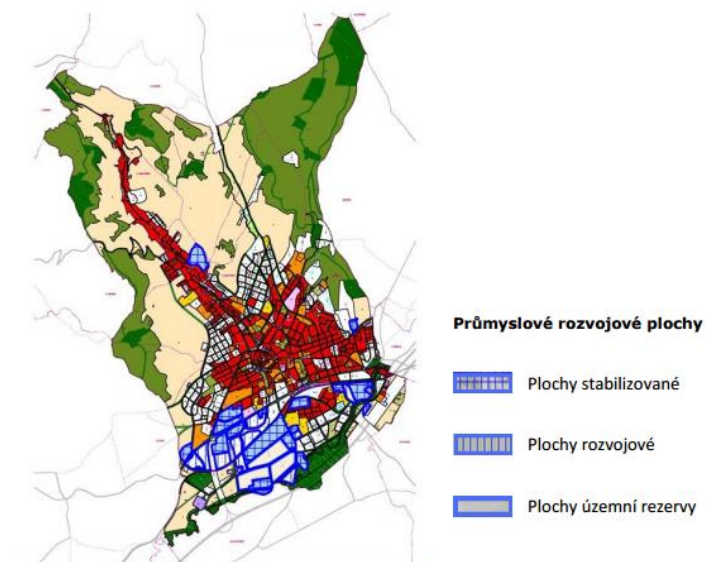 Průmyslové rozvojové plochy
Plochy stabilizované
Plochy rozvojové
Plochy územní rezervy